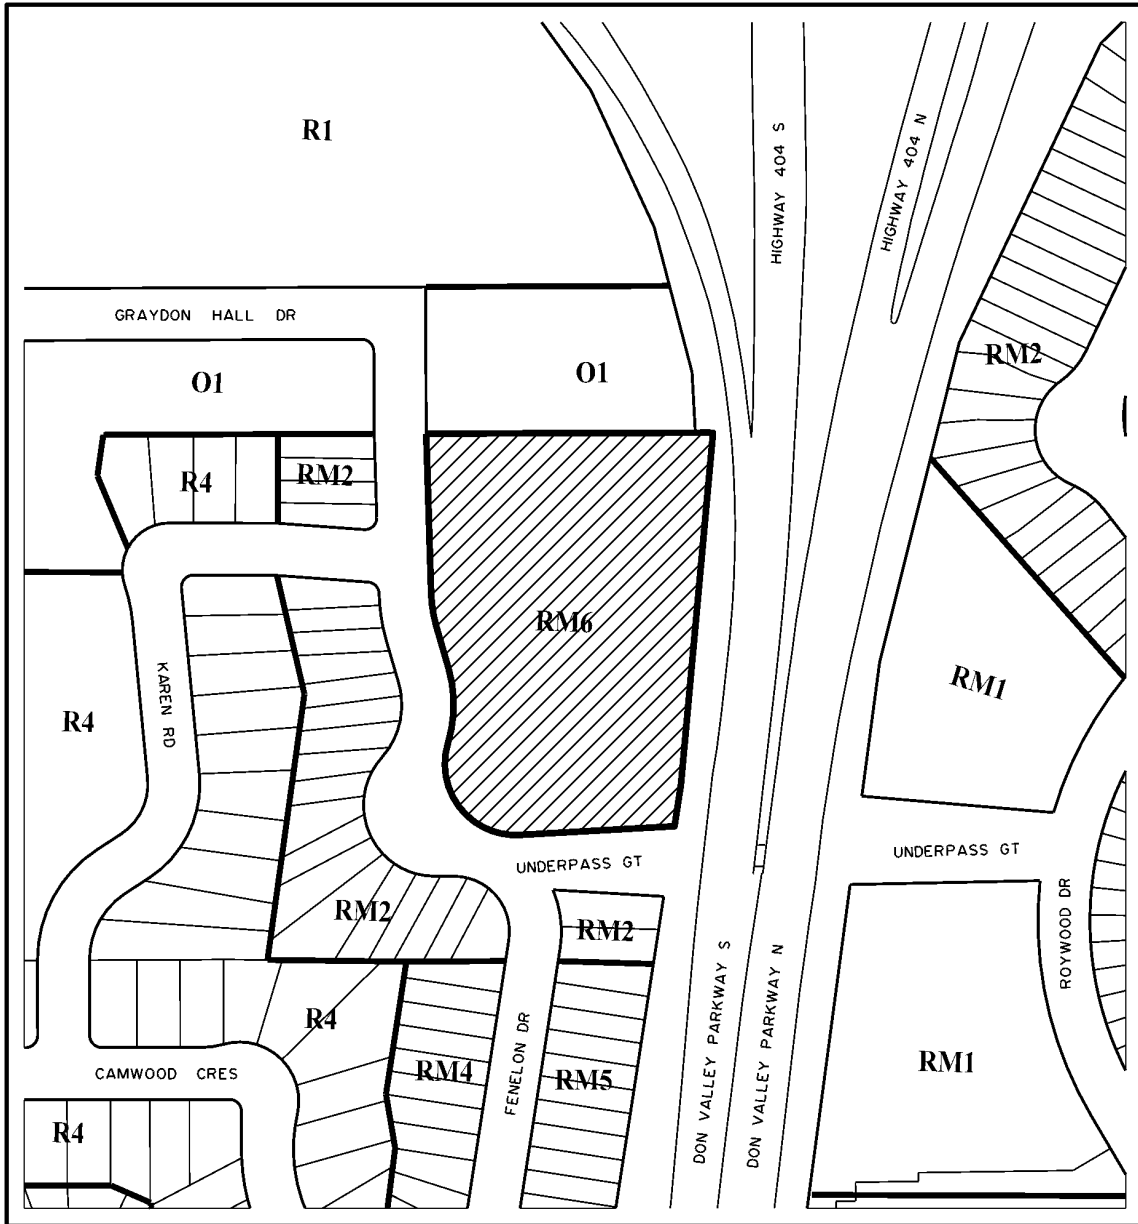 R1
HIGHWAY 404 S
HIGHWAY 404 N
GRAYDON HALL DR
RM2
O1
O1
R4
RM2
RM6
RM1
KAREN RD
R4
UNDERPASS GT
UNDERPASS GT
RM2
RM2
ROYWOOD DR
DON VALLEY PARKWAY S
DON VALLEY PARKWAY N
R4
FENELON DR
CAMWOOD CRES
RM4
RM5
RM1
R4